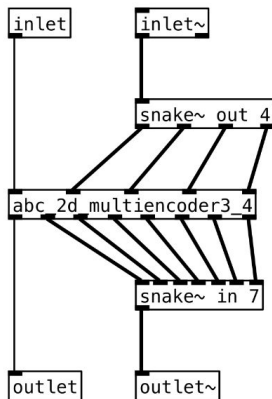 inlet
inlet~
snake~ out 4
abc_2d_multiencoder3_4
snake~ in 7
outlet
outlet~